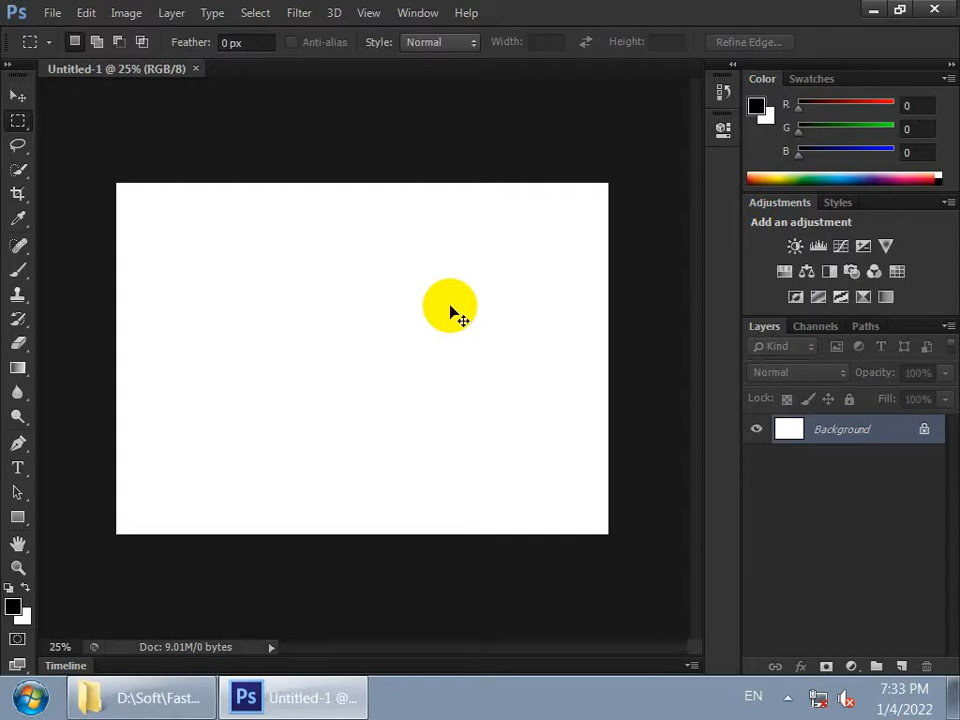 Ps File Edit Image Layer Type Select Filter 3D View Window Help
Feather: 0 px Anti-alias Style: Normal Width: Height: Refine Edge...
Untitled-1 @ 25% (RGB/8) ×
Color Swatches
R 0
G 0
B 0
Adjustments Styles
Add an adjustment
Layers Channels Paths
Kind
Normal Opacity: 100%
Lock: Fill: 100%
Background
T
25% Doc: 9.01M/0 bytes
Timeline
D:\Soft\Fast... Ps Untitled-1 @... EN 7:33 PM
1/4/2022